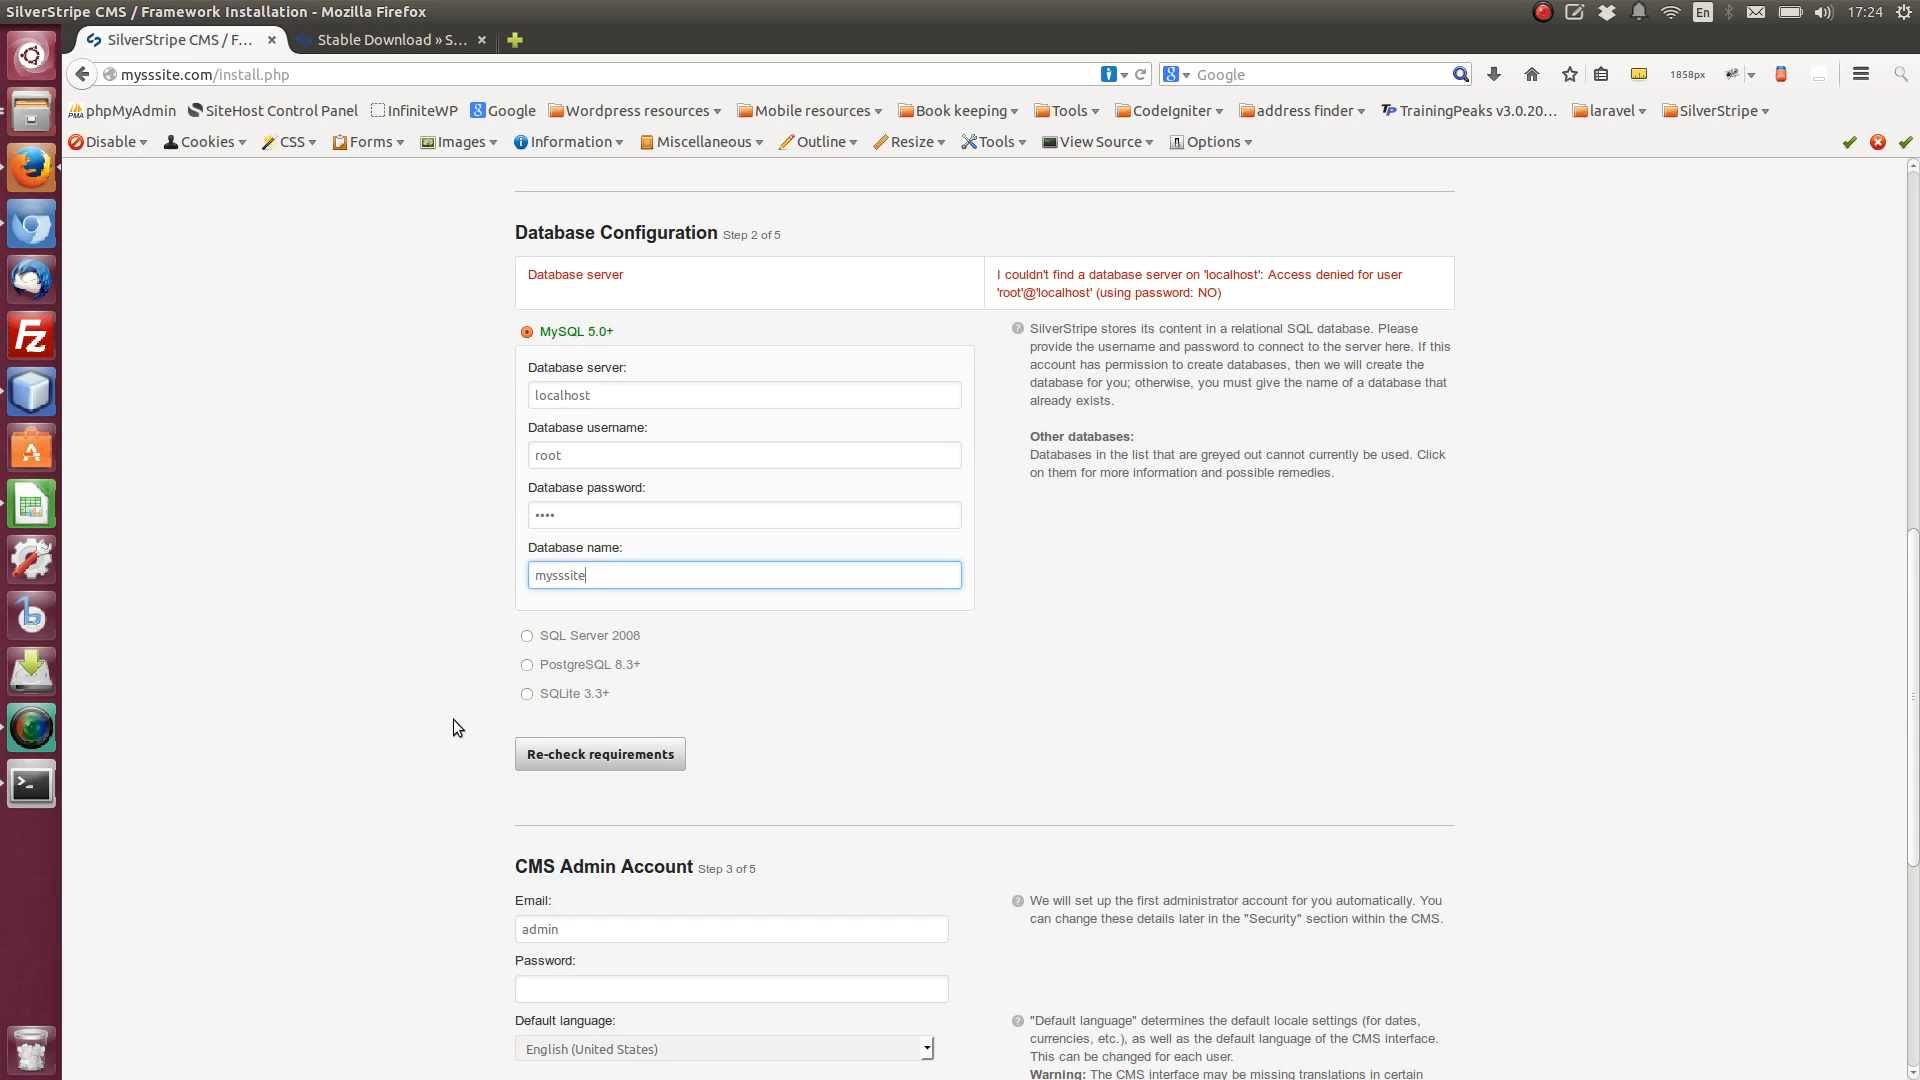 SilverStripe CMS / Framework Installation - Mozilla Firefox
En
17:24
SilverStripe CMS / F...
Stable Download » S...
mysssite.com/install.php
8
Google
1858px
phpMyAdmin
SiteHost Control Panel
InfiniteWP
Google
Wordpress resources
Mobile resources
Book keeping
Tools
CodeIgniter
address finder
TrainingPeaks v3.0.20...
laravel
SilverStripe
Disable
Cookies
CSS
Forms
Images
Information
Miscellaneous
Outline
Resize
Tools
View Source
Options
Database Configuration Step 2 of 5
Database server
I couldn't find a database server on 'localhost': Access denied for user
'root'@'localhost' (using password: NO)
MySQL 5.0+
Database server:
localhost
Database username:
root
Database password:
••••
Database name:
mysssite
SilverStripe stores its content in a relational SQL database. Please
provide the username and password to connect to the server here. If this
account has permission to create databases, then we will create the
database for you; otherwise, you must give the name of a database that
already exists.
Other databases:
Databases in the list that are greyed out cannot currently be used. Click
on them for more information and possible remedies.
SQL Server 2008
PostgreSQL 8.3+
SQLite 3.3+
Re-check requirements
CMS Admin Account Step 3 of 5
Email:
admin
Password:
We will set up the first administrator account for you automatically. You
can change these details later in the "Security" section within the CMS.
Default language:
English (United States)
"Default language" determines the default locale settings (for dates,
currencies, etc.), as well as the default language of the CMS interface.
This can be changed for each user.
Warning: The CMS interface may be missing translations in certain